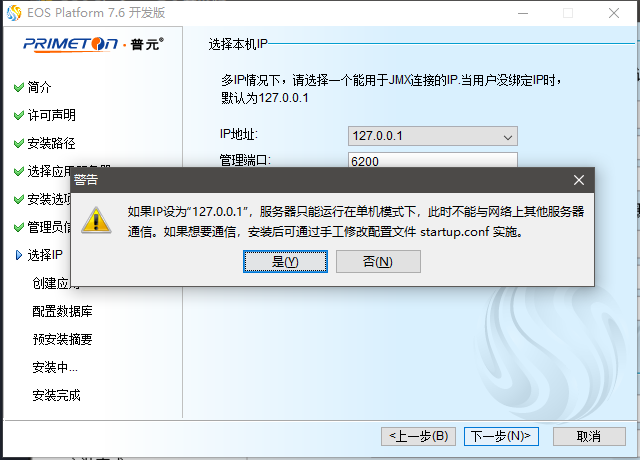 EOS Platform 7.6 开发版
PRIMETON · 普元®
选择本机IP
简介
许可声明
安装路径
安装选项
管理员信
选择IP
创建应用
配置数据库
预安装摘要
安装中...
安装完成
多IP情况下，请选择一个能用于JMX连接的IP.当用户没绑定IP时，
默认为127.0.0.1
IP地址:
127.0.0.1
管理端口:
6200
警告
如果IP设为“127.0.0.1”，服务器只能运行在单机模式下，此时不能与网络上其他服务器
通信。如果想要通信，安装后可通过手工修改配置文件 startup.conf 实施。
是(Y)
否(N)
<上一步(B)
下一步(N)>
取消